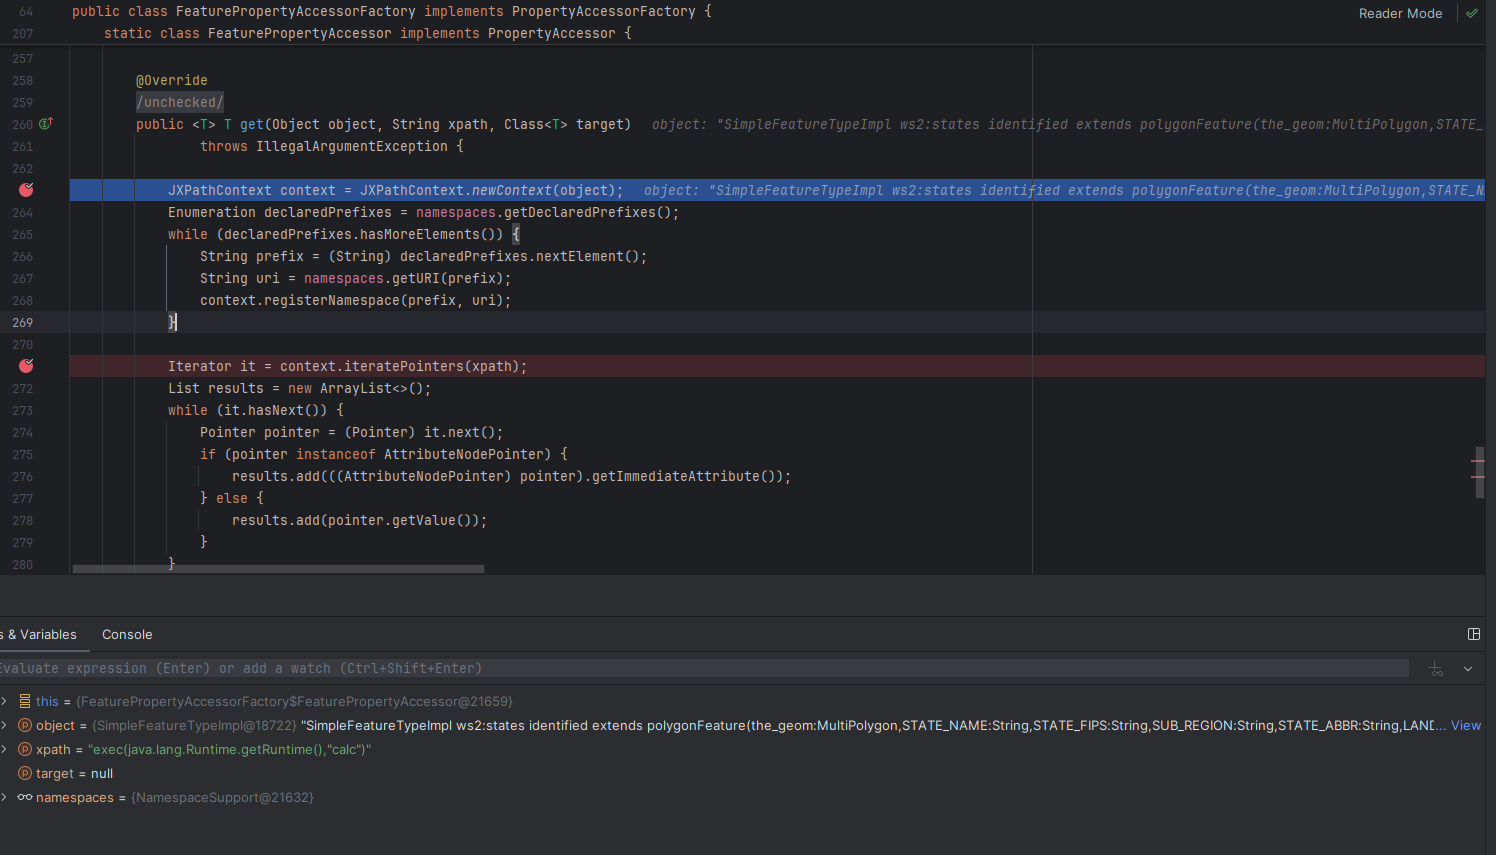 64 public class FeaturePropertyAccessorFactory implements PropertyAccessorFactory {
Reader Mode
207 static class FeaturePropertyAccessor implements PropertyAccessor {
257
258 @Override
259 /unchecked/
260 public <T> T get(Object object, String xpath, Class<T> target) object: "SimpleFeatureTypeImpl ws2:states identified extends polygonFeature(the_geom:MultiPolygon,STATE_
261 throws IllegalArgumentException {
262
JXPathContext context = JXPathContext.newContext(object); object: "SimpleFeatureTypeImpl ws2:states identified extends polygonFeature(the_geom:MultiPolygon,STATE_N
264 Enumeration declaredPrefixes = namespaces.getDeclaredPrefixes();
265 while (declaredPrefixes.hasMoreElements()) {
266 String prefix = (String) declaredPrefixes.nextElement();
267 String uri = namespaces.getURI(prefix);
268 context.registerNamespace(prefix, uri);
269 }
270
Iterator it = context.iteratePointers(xpath);
272 List results = new ArrayList<>();
273 while (it.hasNext()) {
274 Pointer pointer = (Pointer) it.next();
275 if (pointer instanceof AttributeNodePointer) {
276 results.add(((AttributeNodePointer) pointer).getImmediateAttribute());
277 } else {
278 results.add(pointer.getValue());
279 }
280 }
s & Variables Console
Evaluate expression (Enter) or add a watch (Ctrl+Shift+Enter)
this = {FeaturePropertyAccessorFactory$FeaturePropertyAccessor@21659}
object = {SimpleFeatureTypeImpl@18722} "SimpleFeatureTypeImpl ws2:states identified extends polygonFeature(the_geom:MultiPolygon,STATE_NAME:String,STATE_FIPS:String,SUB_REGION:String,STATE_ABBR:String,LAND... View
xpath = "exec(java.lang.Runtime.getRuntime(),"calc")"
target = null
namespaces = {NamespaceSupport@21632}